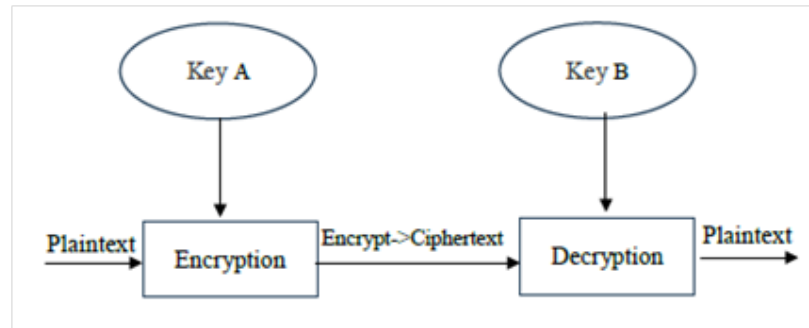 Key A
Key B
Plaintext
Encryption
Encrypt->Ciphertext
Decryption
Plaintext